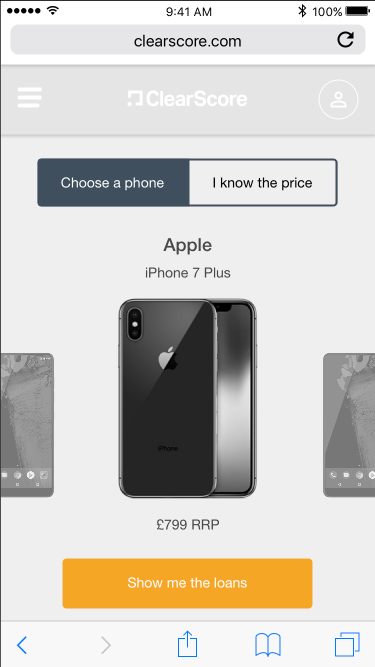 9:41 AM
100%
clearscore.com
ClearScore
Choose a phone
I know the price
Apple
iPhone 7 Plus
iPhone
£799 RRP
Show me the loans